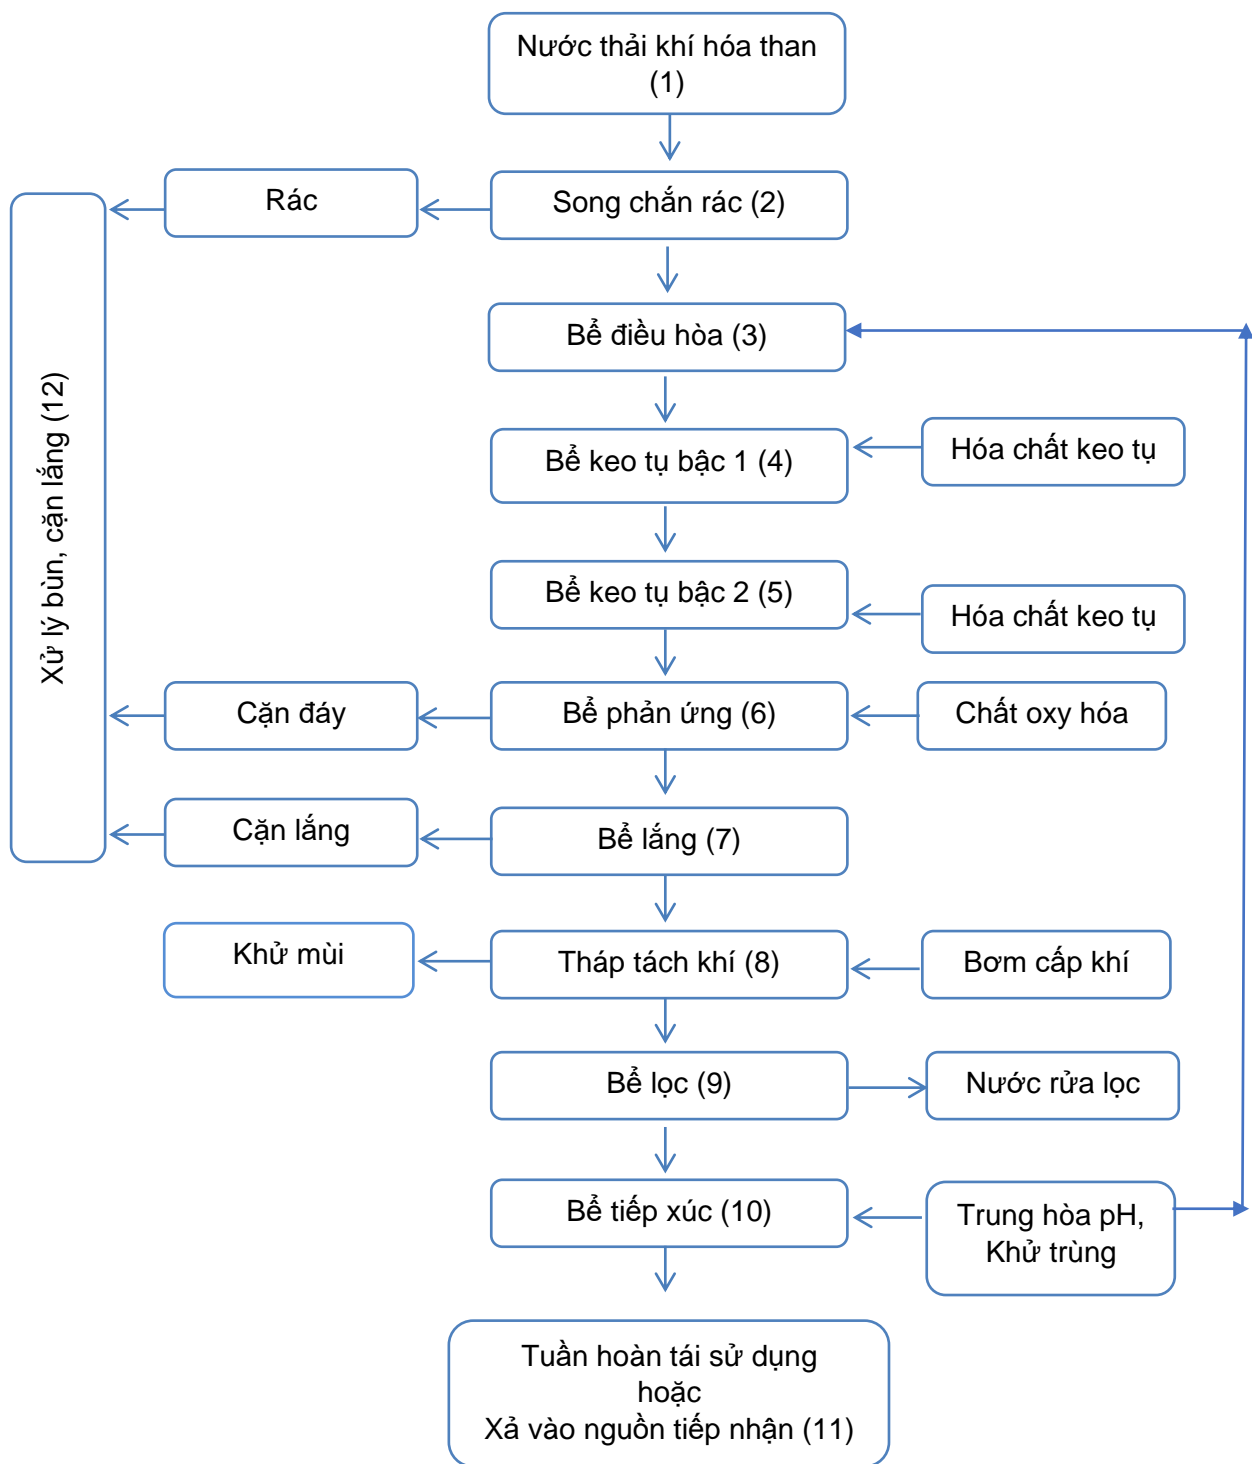 Nước thải khí hóa than
(1)
Rác
Song chắn rác (2)
Bể điều hòa (3)
Xử lý bùn, cặn lắng (12)
Bể keo tụ bậc 1 (4)
Hóa chất keo tụ
Bể keo tụ bậc 2 (5)
Hóa chất keo tụ
Cặn đáy
Bể phản ứng (6)
Chất oxy hóa
Cặn lắng
Bể lắng (7)
Khử mùi
Tháp tách khí (8)
Bơm cấp khí
Bể lọc (9)
Nước rửa lọc
Bể tiếp xúc (10)
Trung hòa pH,
Khử trùng
Tuần hoàn tái sử dụng
hoặc
Xả vào nguồn tiếp nhận (11)